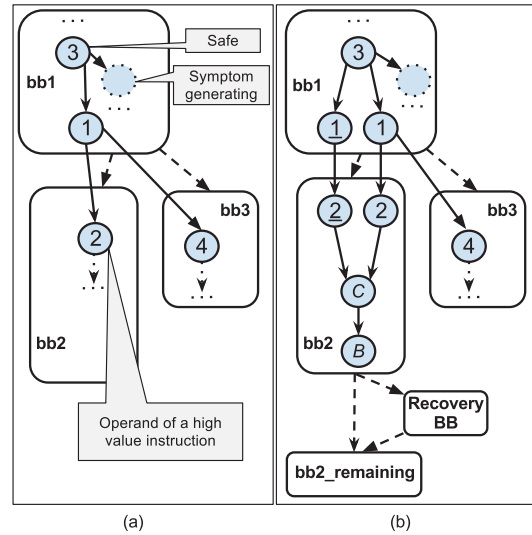 3
Safe
bb1
Symptom
generating
1
2
bb3
4
bb2
Operand of a high
value instruction
(a)
3
bb1
1
1
2
2
bb3
4
C
bb2
B
Recovery
BB
bb2_remaining
(b)